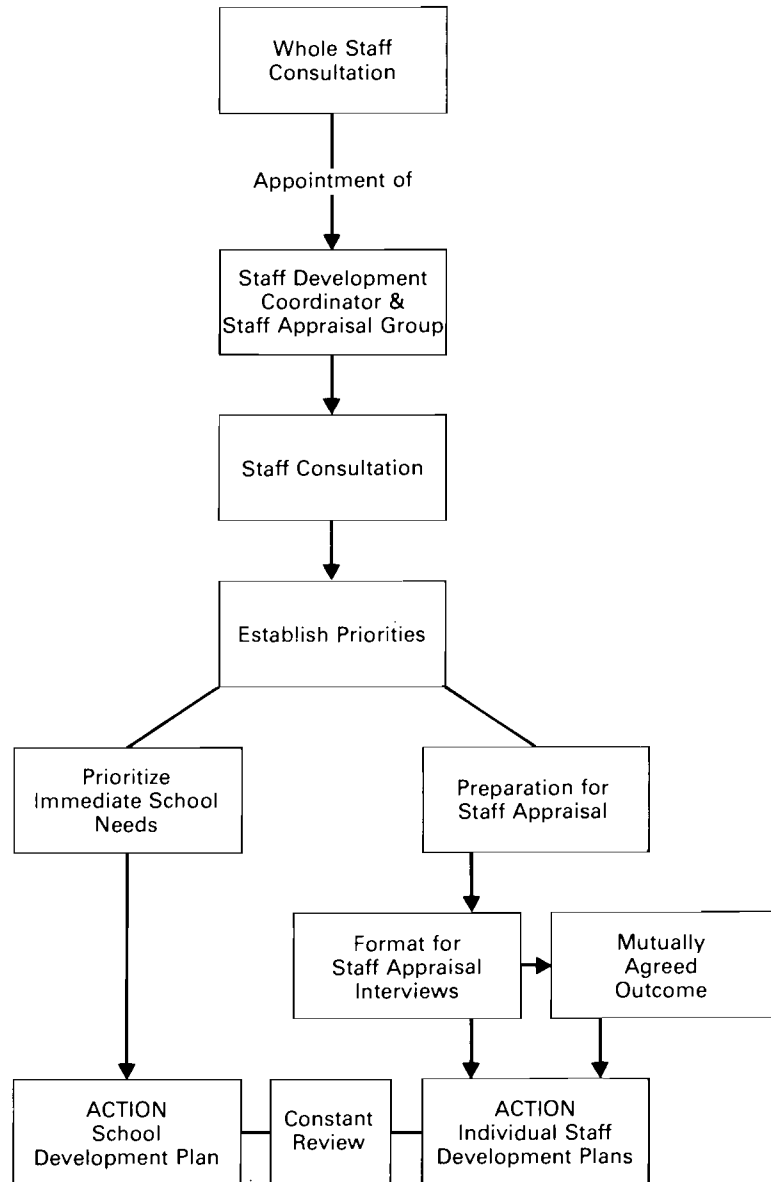 Whole Staff
Consultation
Appointment of
Staff Development
Coordinator &
Staff Appraisal Group
Staff Consultation
Establish Priorities
Prioritize
Immediate School
Needs
Preparation for
Staff Appraisal
Format for
Staff Appraisal
Interviews
Mutually
Agreed
Outcome
ACTION
School
Development Plan
Constant
Review
ACTION
Individual Staff
Development Plans